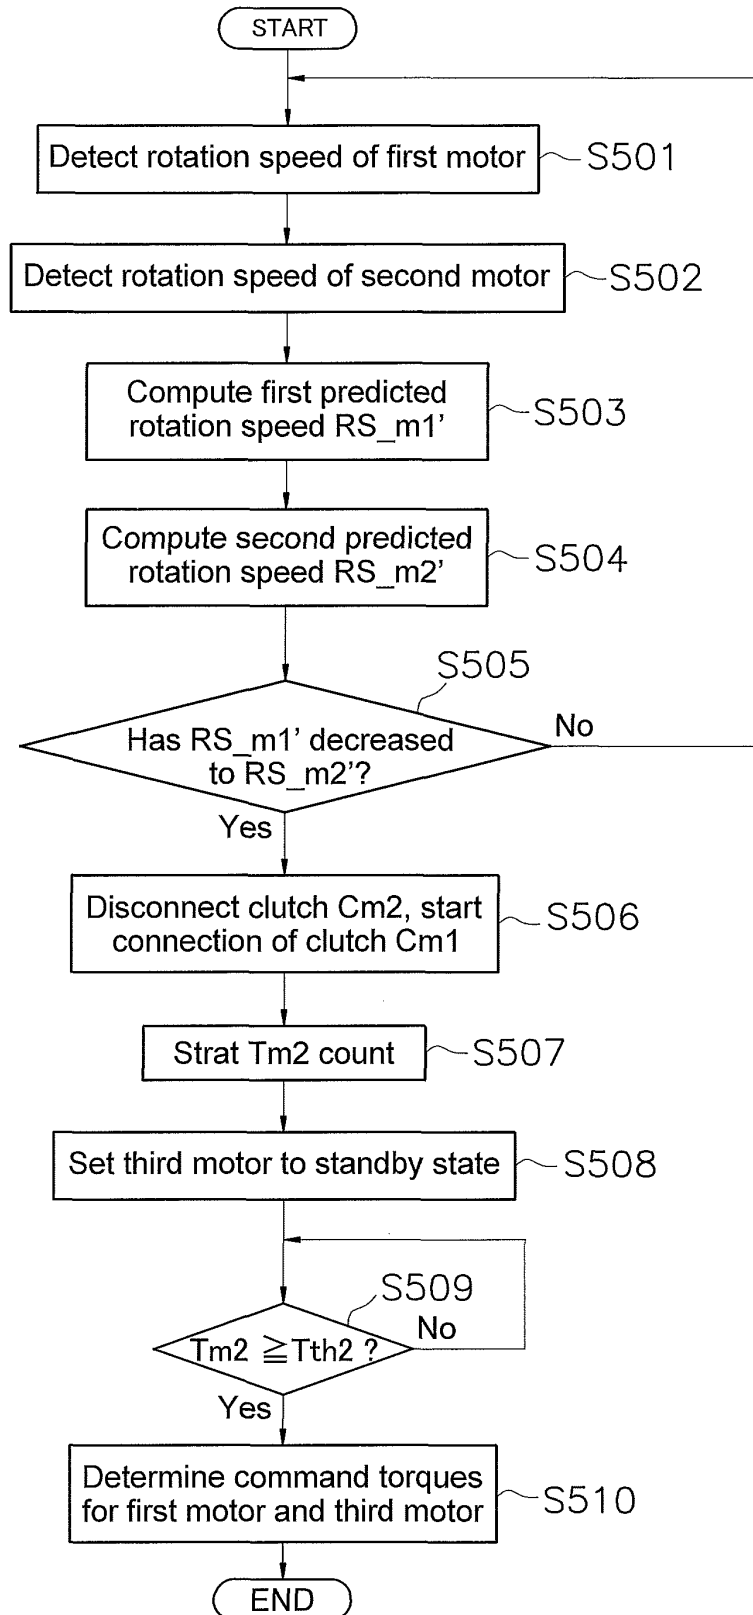 START
Detect rotation speed of first motor
S501
Detect rotation speed of second motor
S502
Compute first predicted
rotation speed RS_m1'
S503
Compute second predicted
rotation speed RS_m2'
S504
S505
Has RS_m1' decreased
to RS_m2'?
No
Yes
Disconnect clutch Cm2, start
connection of clutch Cm1
S506
Strat Tm2 count
S507
Set third motor to standby state
S508
S509
Tm2 ≧Tth2 ?
No
Yes
Determine command torques
for first motor and third motor
S510
END